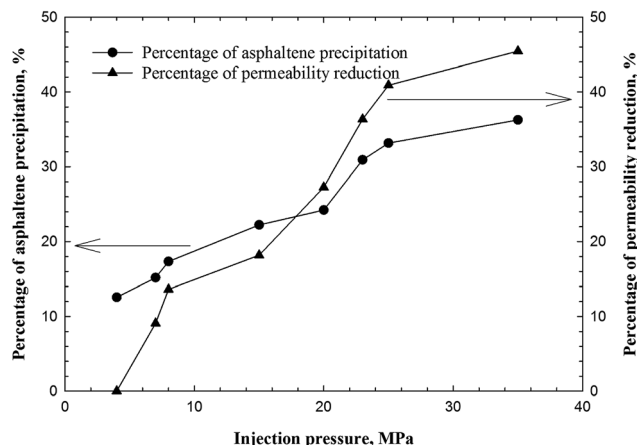 Percentage of asphaltene precipitation
Percentage of permeability reduction
Percentage of asphaltene precipitation, %
50
40
30
20
10
0
50
40
30
20
10
0
Percentage of permeability reduction, %
0 10 20 30 40
Injection pressure, MPa